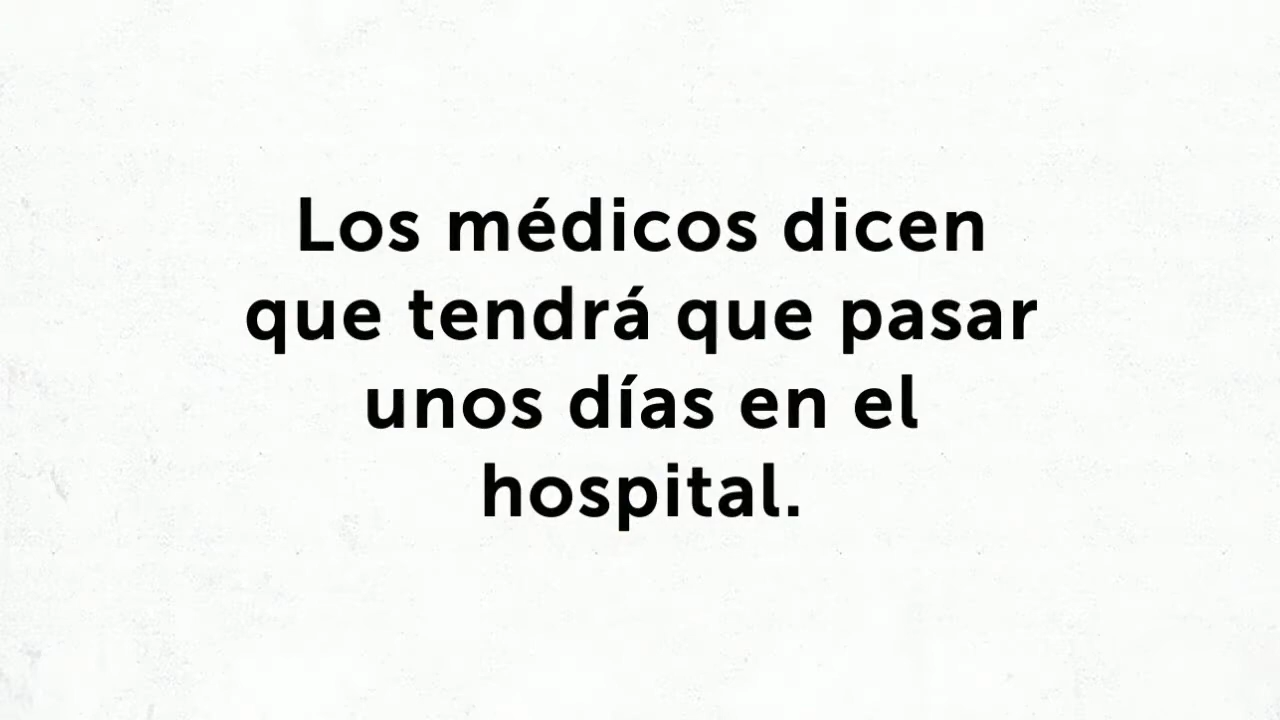 Los médicos dicen
que tendrá que pasar
unos días en el
hospital.